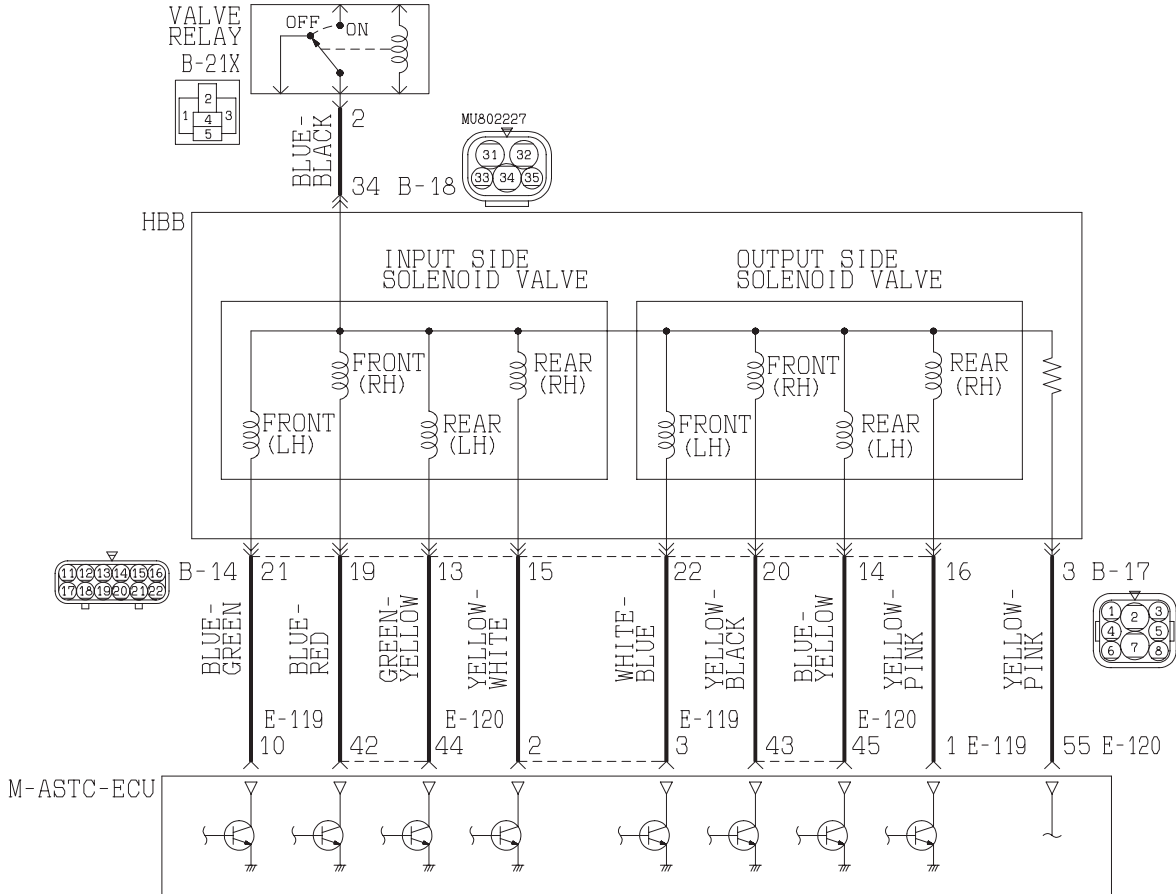 VALVE
RELAY
OFF
ON
B-21X
2
1
4
3
5
2
BLUE-
BLACK
MU802227
31 32
33 34 35
34 B-18
HBB
INPUT SIDE
SOLENOID VALVE
OUTPUT SIDE
SOLENOID VALVE
FRONT
(RH)
REAR
(RH)
FRONT
(RH)
REAR
(RH)
FRONT
(LH)
REAR
(LH)
FRONT
(LH)
REAR
(LH)
11 12 13 14 15 16
17 18 19 20 21 22
B-14 21 19 13 15 22 20 14 16 3 B-17
1 2 3
4 5
6 7 8
BLUE-
GREEN
BLUE-
RED
GREEN-
YELLOW
YELLOW-
WHITE
WHITE-
BLUE
YELLOW-
BLACK
BLUE-
YELLOW
YELLOW-
PINK
YELLOW-
PINK
E-119 E-120 E-119 E-120
10 42 44 2 3 43 45 1 E-119 55 E-120
M-ASTC-ECU